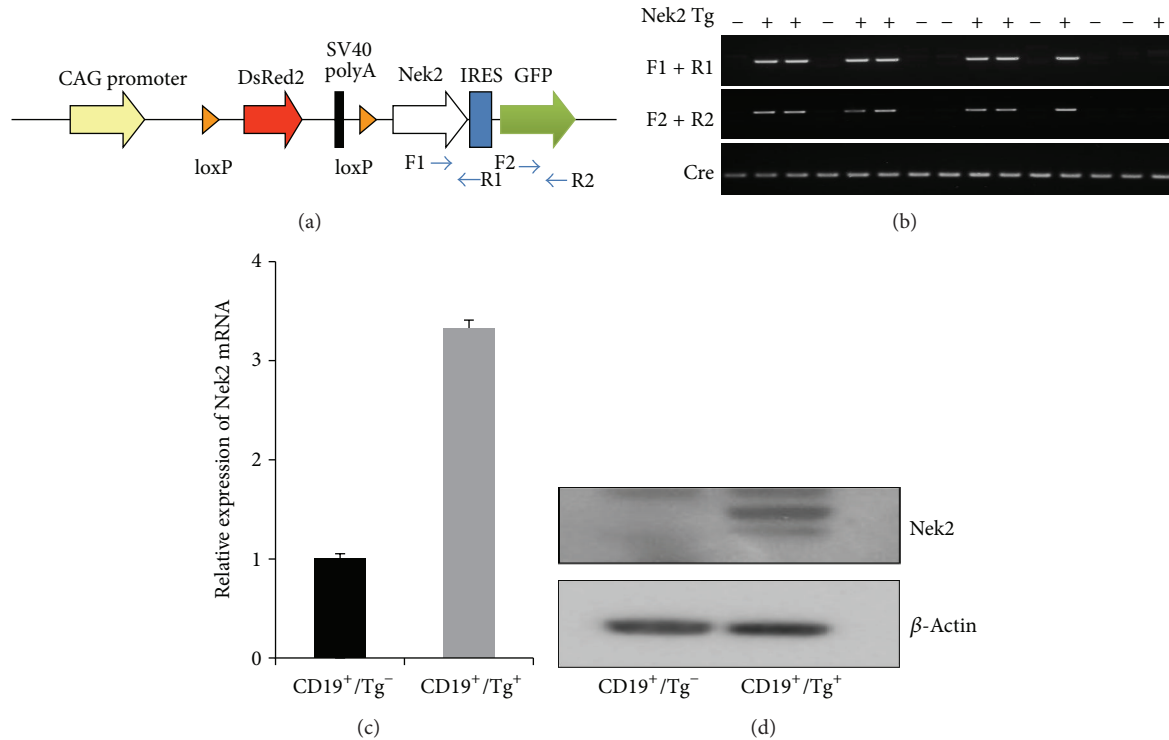 CAG promoter
DsRed2
SV40
polyA
Nek2
IRES
GFP
loxP
loxP
F1
R1
F2
R2
(a)
Nek2 Tg − + + − + + − − + + − + − − +
F1 + R1
F2 + R2
Cre
(b)
Relative expression of Nek2 mRNA
4
3
2
1
0
CD19⁺/Tg⁻
CD19⁺/Tg⁺
(c)
Nek2
β-Actin
CD19⁺/Tg⁻
CD19⁺/Tg⁺
(d)